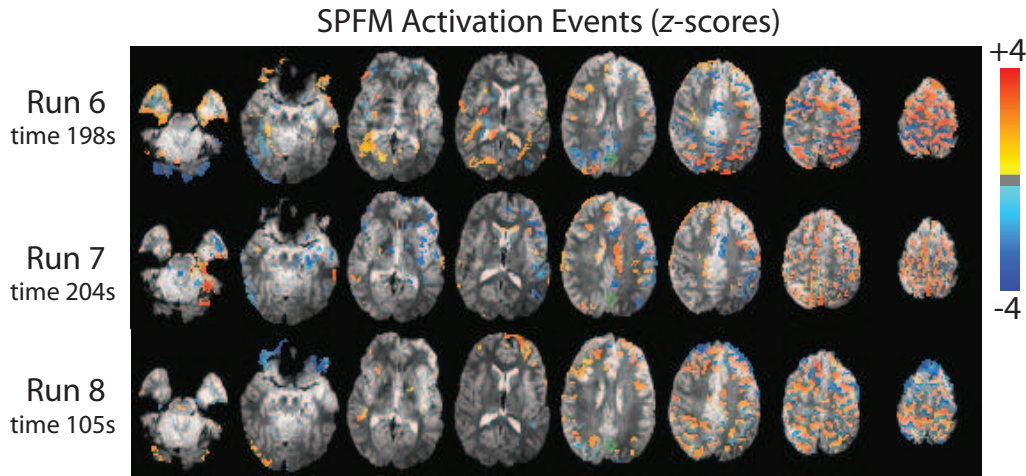 SPFM Activation Events (z-scores)
+4
Run 6
time 198s
Run 7
time 204s
-4
Run 8
time 105s